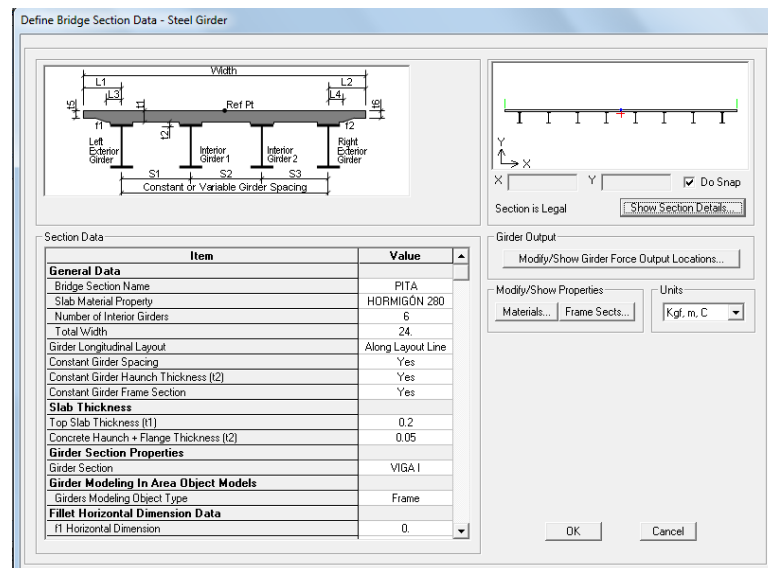 Define Bridge Section Data - Steel Girder
Width
L1
L2
L3
L4
t5
t1
Ref Pt
t6
f1
t2
f2
Left Exterior Girder
Interior Girder 1
Interior Girder 2
Right Exterior Girder
S1
S2
S3
Constant or Variable Girder Spacing
Y
X
X
Y
Do Snap
Section is Legal
Show Section Details...
Section Data
Item Value
General Data
Bridge Section Name PITA
Slab Material Property HORMIGÓN 280
Number of Interior Girders 6
Total Width 24.
Girder Longitudinal Layout Along Layout Line
Constant Girder Spacing Yes
Constant Girder Haunch Thickness (t2) Yes
Constant Girder Frame Section Yes
Slab Thickness
Top Slab Thickness (t1) 0.2
Concrete Haunch + Flange Thickness (t2) 0.05
Girder Section Properties
Girder Section VIGA I
Girder Modeling In Area Object Models
Girders Modeling Object Type Frame
Fillet Horizontal Dimension Data
f1 Horizontal Dimension 0.
Girder Output
Modify/Show Girder Force Output Locations...
Modify/Show Properties
Materials...
Frame Sects...
Units
Kgf, m, C
OK
Cancel